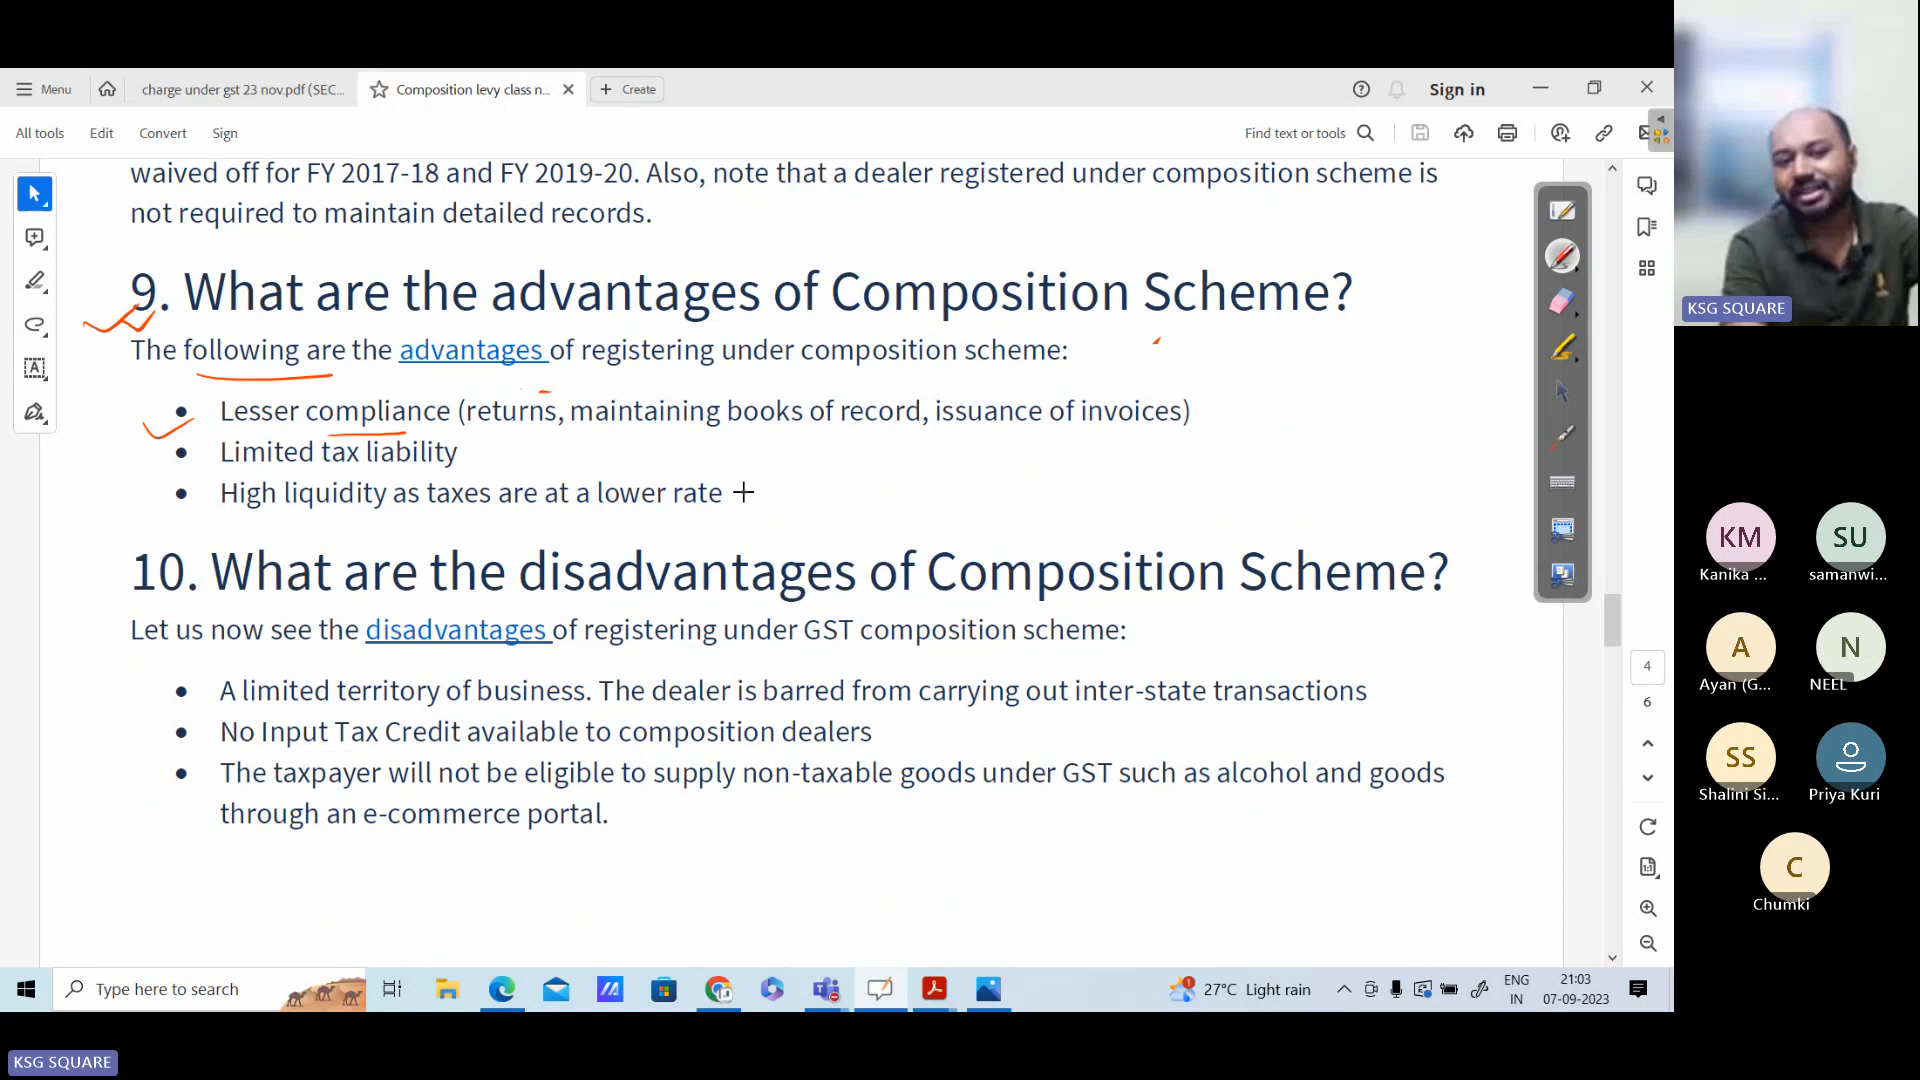 Menu
charge under gst 23 nov.pdf (SEC...
Composition levy class n...
Create
Sign in
All tools
Edit
Convert
Sign
Find text or tools
waived off for FY 2017-18 and FY 2019-20. Also, note that a dealer registered under composition scheme is
not required to maintain detailed records.
9. What are the advantages of Composition Scheme?
The following are the advantages of registering under composition scheme:
• Lesser compliance (returns, maintaining books of record, issuance of invoices)
• Limited tax liability
• High liquidity as taxes are at a lower rate
10. What are the disadvantages of Composition Scheme?
Let us now see the disadvantages of registering under GST composition scheme:
• A limited territory of business. The dealer is barred from carrying out inter-state transactions
• No Input Tax Credit available to composition dealers
• The taxpayer will not be eligible to supply non-taxable goods under GST such as alcohol and goods
through an e-commerce portal.
4
6
1:1
KSG SQUARE
KM
Kanika ...
SU
samanwi...
A
Ayan (G...
N
NEEL
SS
Shalini Si...
Priya Kuri
C
Chumki
Type here to search
1
27°C Light rain
ENG
IN
21:03
07-09-2023
KSG SQUARE